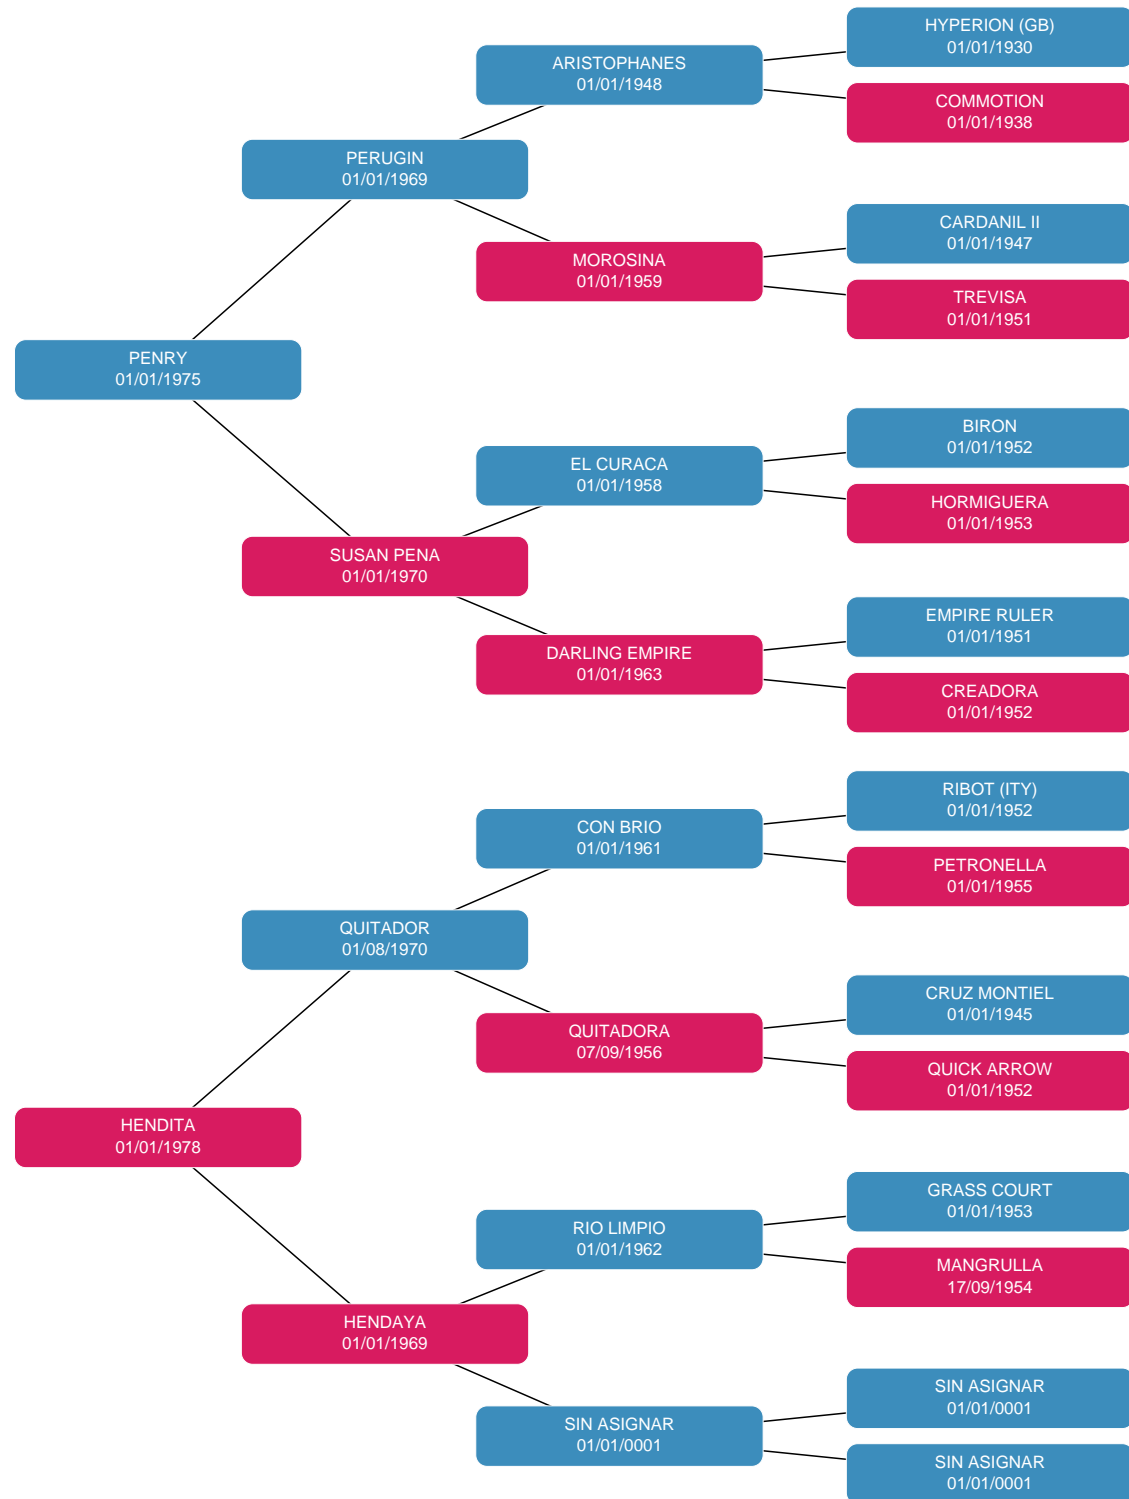 HYPERION (GB)
01/01/1930
ARISTOPHANES
01/01/1948
COMMOTION
01/01/1938
PERUGIN
01/01/1969
CARDANIL II
01/01/1947
MOROSINA
01/01/1959
TREVISA
01/01/1951
PENRY
01/01/1975
BIRON
01/01/1952
EL CURACA
01/01/1958
HORMIGUERA
01/01/1953
SUSAN PENA
01/01/1970
EMPIRE RULER
01/01/1951
DARLING EMPIRE
01/01/1963
CREADORA
01/01/1952
RIBOT (ITY)
01/01/1952
CON BRIO
01/01/1961
PETRONELLA
01/01/1955
QUITADOR
01/08/1970
CRUZ MONTIEL
01/01/1945
QUITADORA
07/09/1956
QUICK ARROW
01/01/1952
HENDITA
01/01/1978
GRASS COURT
01/01/1953
RIO LIMPIO
01/01/1962
MANGRULLA
17/09/1954
HENDAYA
01/01/1969
SIN ASIGNAR
01/01/0001
SIN ASIGNAR
01/01/0001
SIN ASIGNAR
01/01/0001